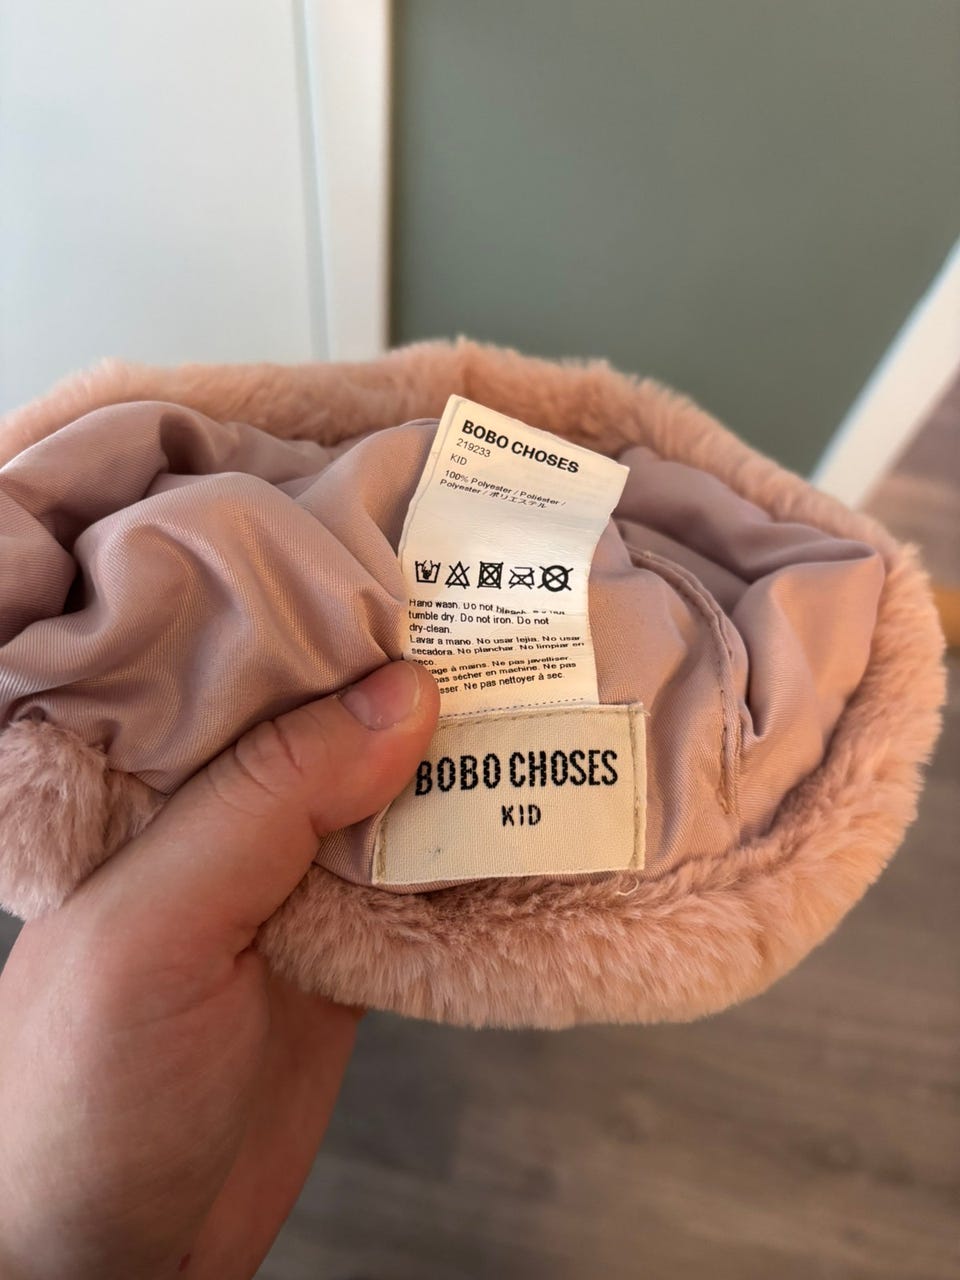 BOBO CHOSES
219233
KID
100% Polyester / Poliéster /
Polyester / ポリエステル
Hand wash. Do not bleach. Do not
tumble dry. Do not iron. Do not
dry-clean.
Lavar a mano. No usar lejia. No usar
secadora. No planchar. No limpiar en
seco.
à mains. Ne pas javelliser.
pas sécher en machine. Ne pas
Ne pas nettoyer à sec.
BOBO CHOSES
KID